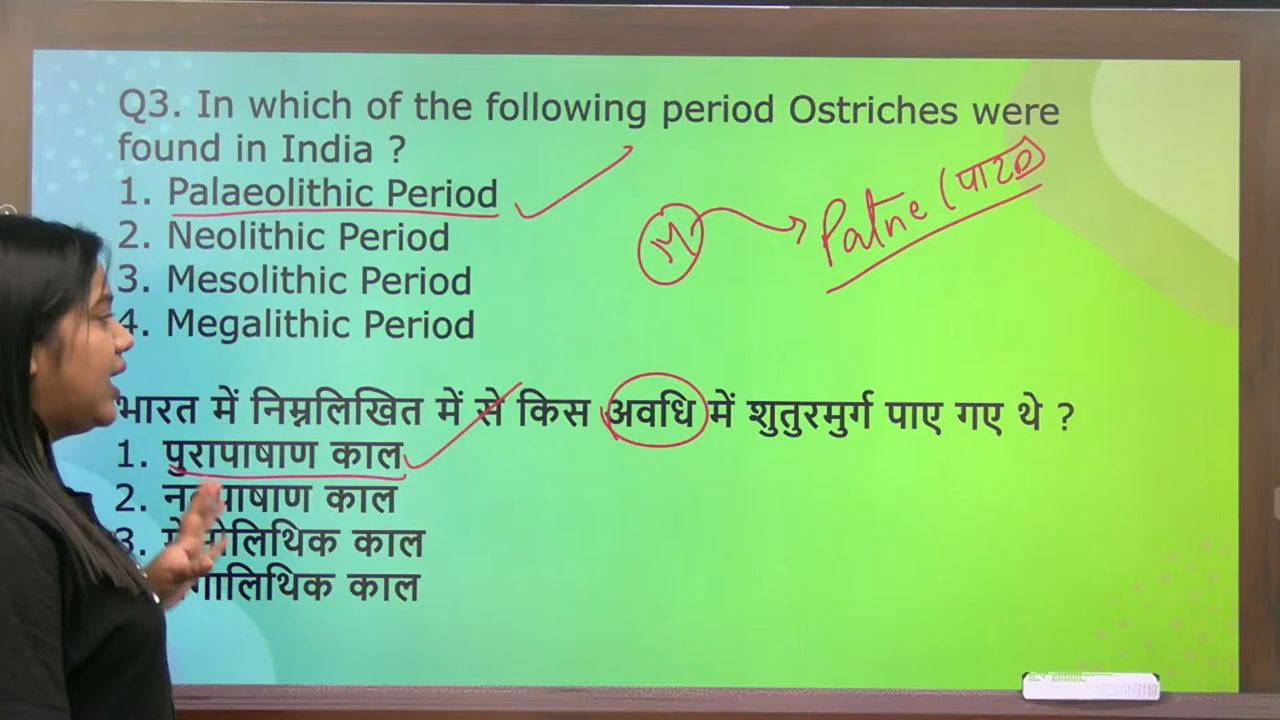 Q3. In which of the following period Ostriches were
found in India ?
1. Palaeolithic Period
2. Neolithic Period
3. Mesolithic Period
4. Megalithic Period
M Patne (पाटने
भारत में निम्नलिखित में से किस अवधि में शुतुरमुर्ग पाए गए थे ?
1. पुरापाषाण काल
2. काल
3. काल
काल